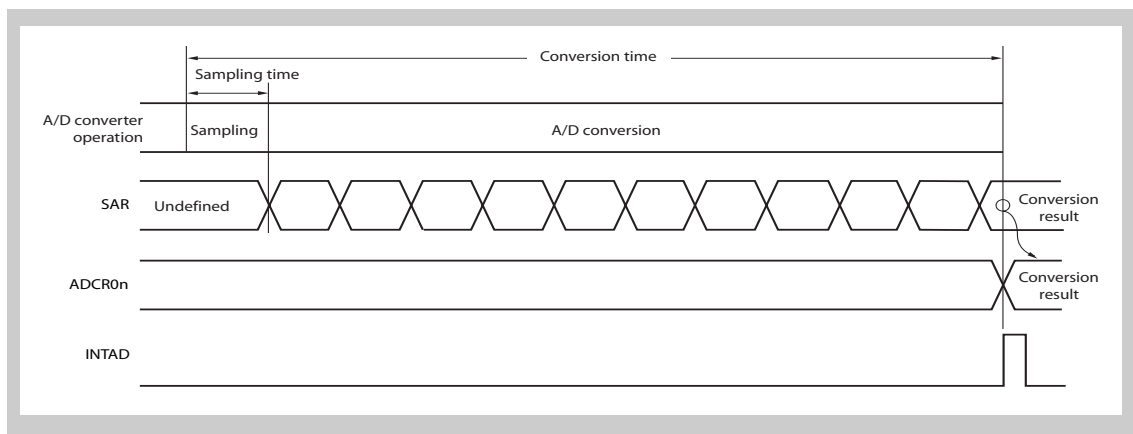 Conversion time
Sampling time
A/D converter
operation
Sampling
A/D conversion
SAR
Undefined
Conversion
result
ADCR0n
Conversion
result
INTAD